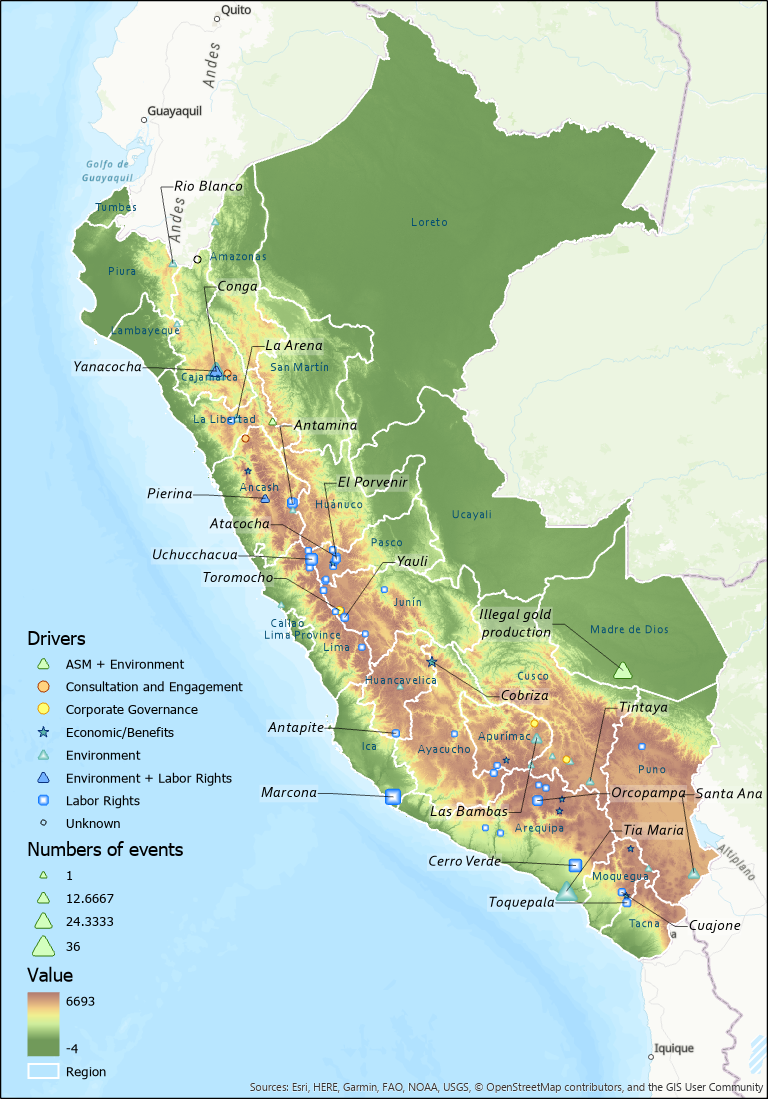 Quito
Andes
Guayaquil
Golfo de
Guayaquil
Rio Blanco
Tumbes
Andes
Loreto
Amazonas
Piura
Conga
Lambayeque
La Arena
Yanacocha
San Martín
Cajamarca
La Libertad
Antamina
El Porvenir
Ancash
Pierina
Huánuco
Ucayali
Atacocha
Pasco
Uchucchacua
Yauli
Toromocho
Junín
Illegal gold
production
Callao
Madre de Dios
Lima Province
Lima
Huancavelica
Cusco
Cobriza
Tintaya
Antapite
Apurímac
Ica
Ayacucho
Puno
Marcona
Orcopampa
Santa Ana
Las Bambas
Arequipa
Tia Maria
Altiplano
Cerro Verde
Moquegua
Toquepala
Cuajone
Tacna
a
Iquique
Drivers
ASM + Environment
Consultation and Engagement
Corporate Governance
Economic/Benefits
Environment
Environment + Labor Rights
Labor Rights
Unknown
Numbers of events
1
12.6667
24.3333
36
Value
6693
-4
Region
Sources: Esri, HERE, Garmin, FAO, NOAA, USGS, © OpenStreetMap contributors, and the GIS User Community